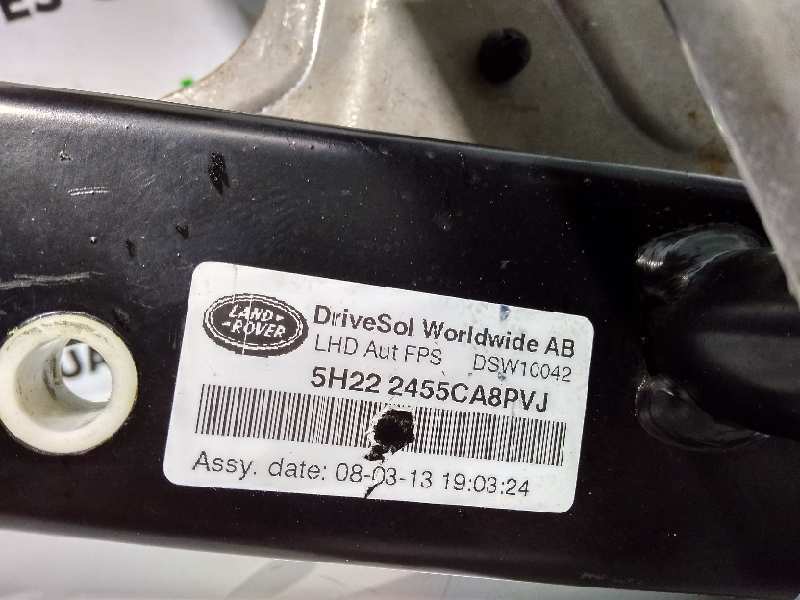 LAND
ROVER
DriveSol Worldwide AB
LHD Aut FPS DSW10042
5H22 2455CA8PVJ
Assy. date: 08-03-13 19:03:24